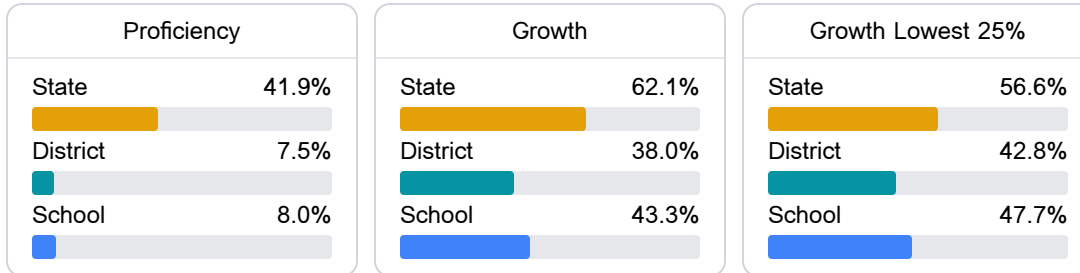 Proficiency
State 41.9%
District 7.5%
School 8.0%
Growth
State 62.1%
District 38.0%
School 43.3%
Growth Lowest 25%
State 56.6%
District 42.8%
School 47.7%